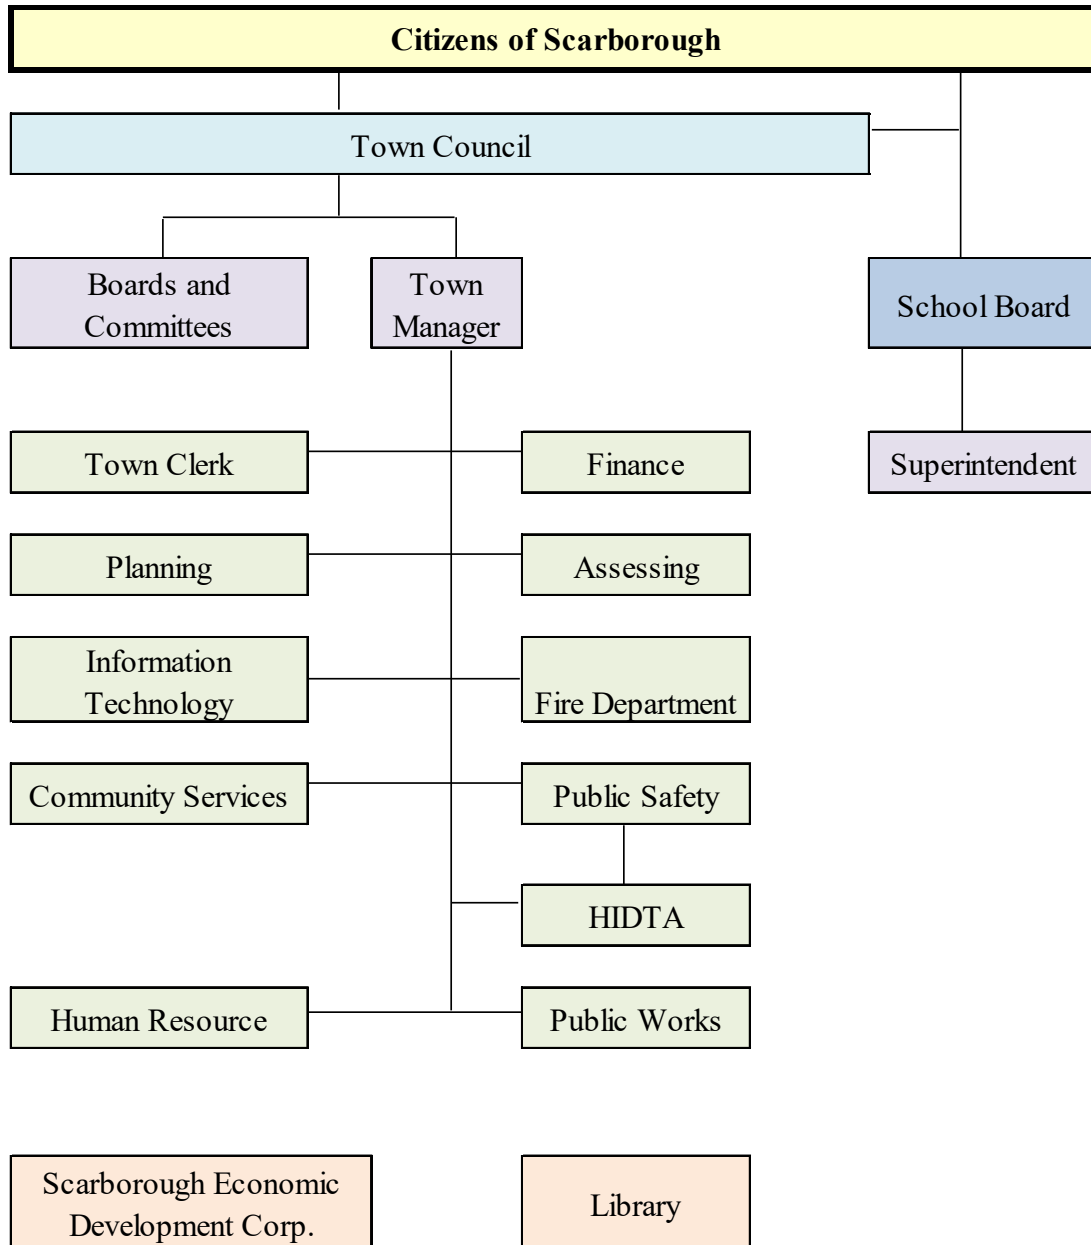 Citizens of Scarborough
Town Council
Boards and
Committees
Town
Manager
School Board
Town Clerk
Finance
Superintendent
Planning
Assessing
Information
Technology
Fire Department
Community Services
Public Safety
HIDTA
Human Resource
Public Works
Scarborough Economic
Development Corp.
Library